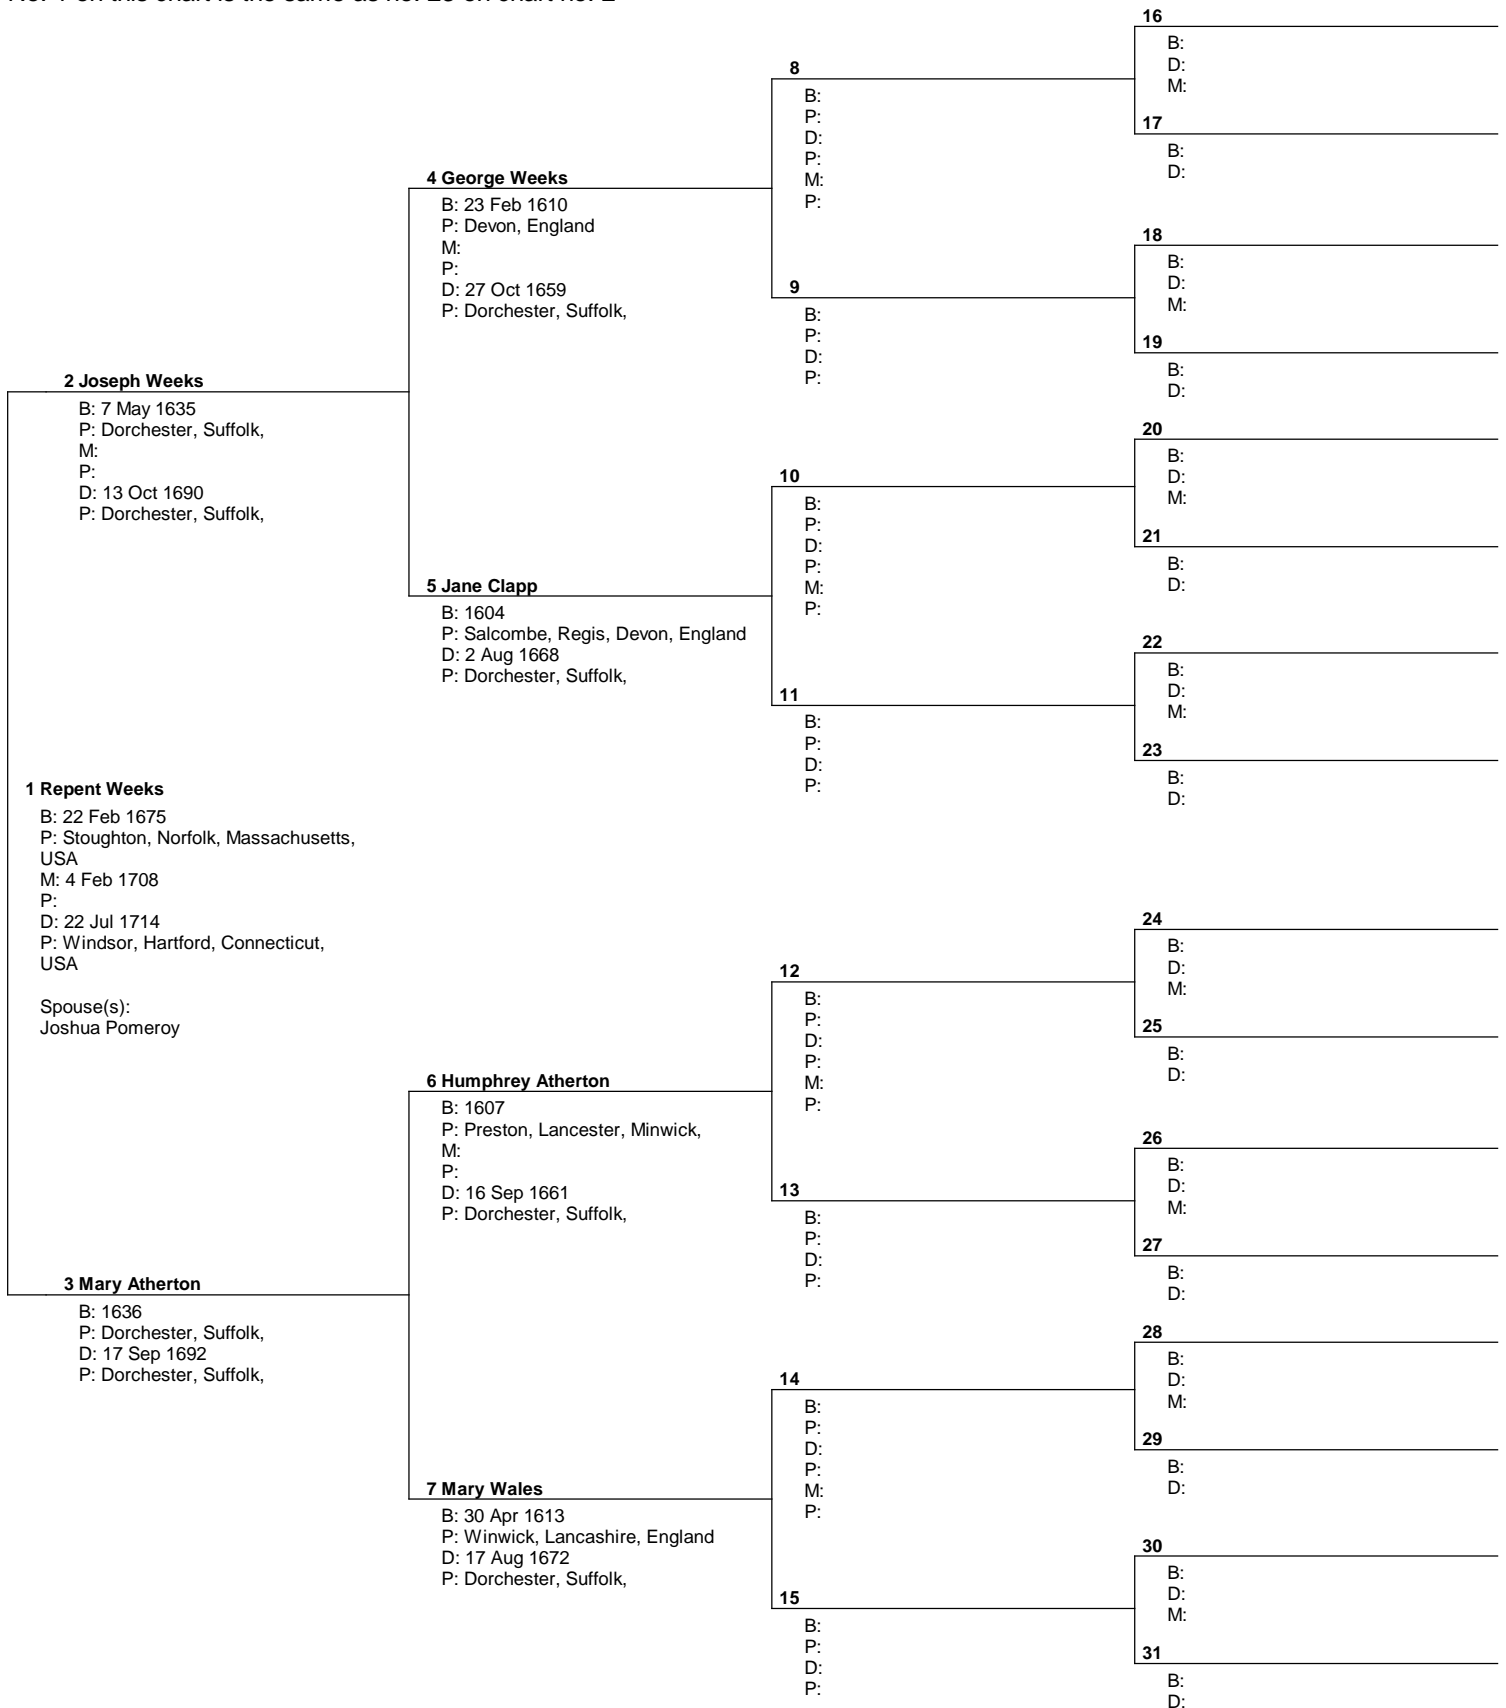 on this chart is the same as no. on chart no.
1 Repent Weeks
B: 22 Feb 1675
P: Stoughton, Norfolk, Massachusetts,
USA
M: 4 Feb 1708
P:
D: 22 Jul 1714
P: Windsor, Hartford, Connecticut,
USA
Spouse(s):
Joshua Pomeroy
2 Joseph Weeks
B: 7 May 1635
P: Dorchester, Suffolk,
M:
P:
D: 13 Oct 1690
P: Dorchester, Suffolk,
3 Mary Atherton
B: 1636
P: Dorchester, Suffolk,
D: 17 Sep 1692
P: Dorchester, Suffolk,
4 George Weeks
B: 23 Feb 1610
P: Devon, England
M:
P:
D: 27 Oct 1659
P: Dorchester, Suffolk,
5 Jane Clapp
B: 1604
P: Salcombe, Regis, Devon, England
D: 2 Aug 1668
P: Dorchester, Suffolk,
6 Humphrey Atherton
B: 1607
P: Preston, Lancester, Minwick,
M:
P:
D: 16 Sep 1661
P: Dorchester, Suffolk,
7 Mary Wales
B: 30 Apr 1613
P: Winwick, Lancashire, England
D: 17 Aug 1672
P: Dorchester, Suffolk,
8
B:
P:
D:
P:
M:
P:
9
B:
P:
D:
P:
10
B:
P:
D:
P:
M:
P:
11
B:
P:
D:
P:
12
B:
P:
D:
P:
M:
P:
13
B:
P:
D:
P:
14
B:
P:
D:
P:
M:
P:
15
B:
P:
D:
P:
16
B:
D:
M:
17
B:
D:
18
B:
D:
M:
19
B:
D:
20
B:
D:
M:
21
B:
D:
22
B:
D:
M:
23
B:
D:
24
B:
D:
M:
25
B:
D:
26
B:
D:
M:
27
B:
D:
28
B:
D:
M:
29
B:
D:
30
B:
D:
M:
31
B:
D: